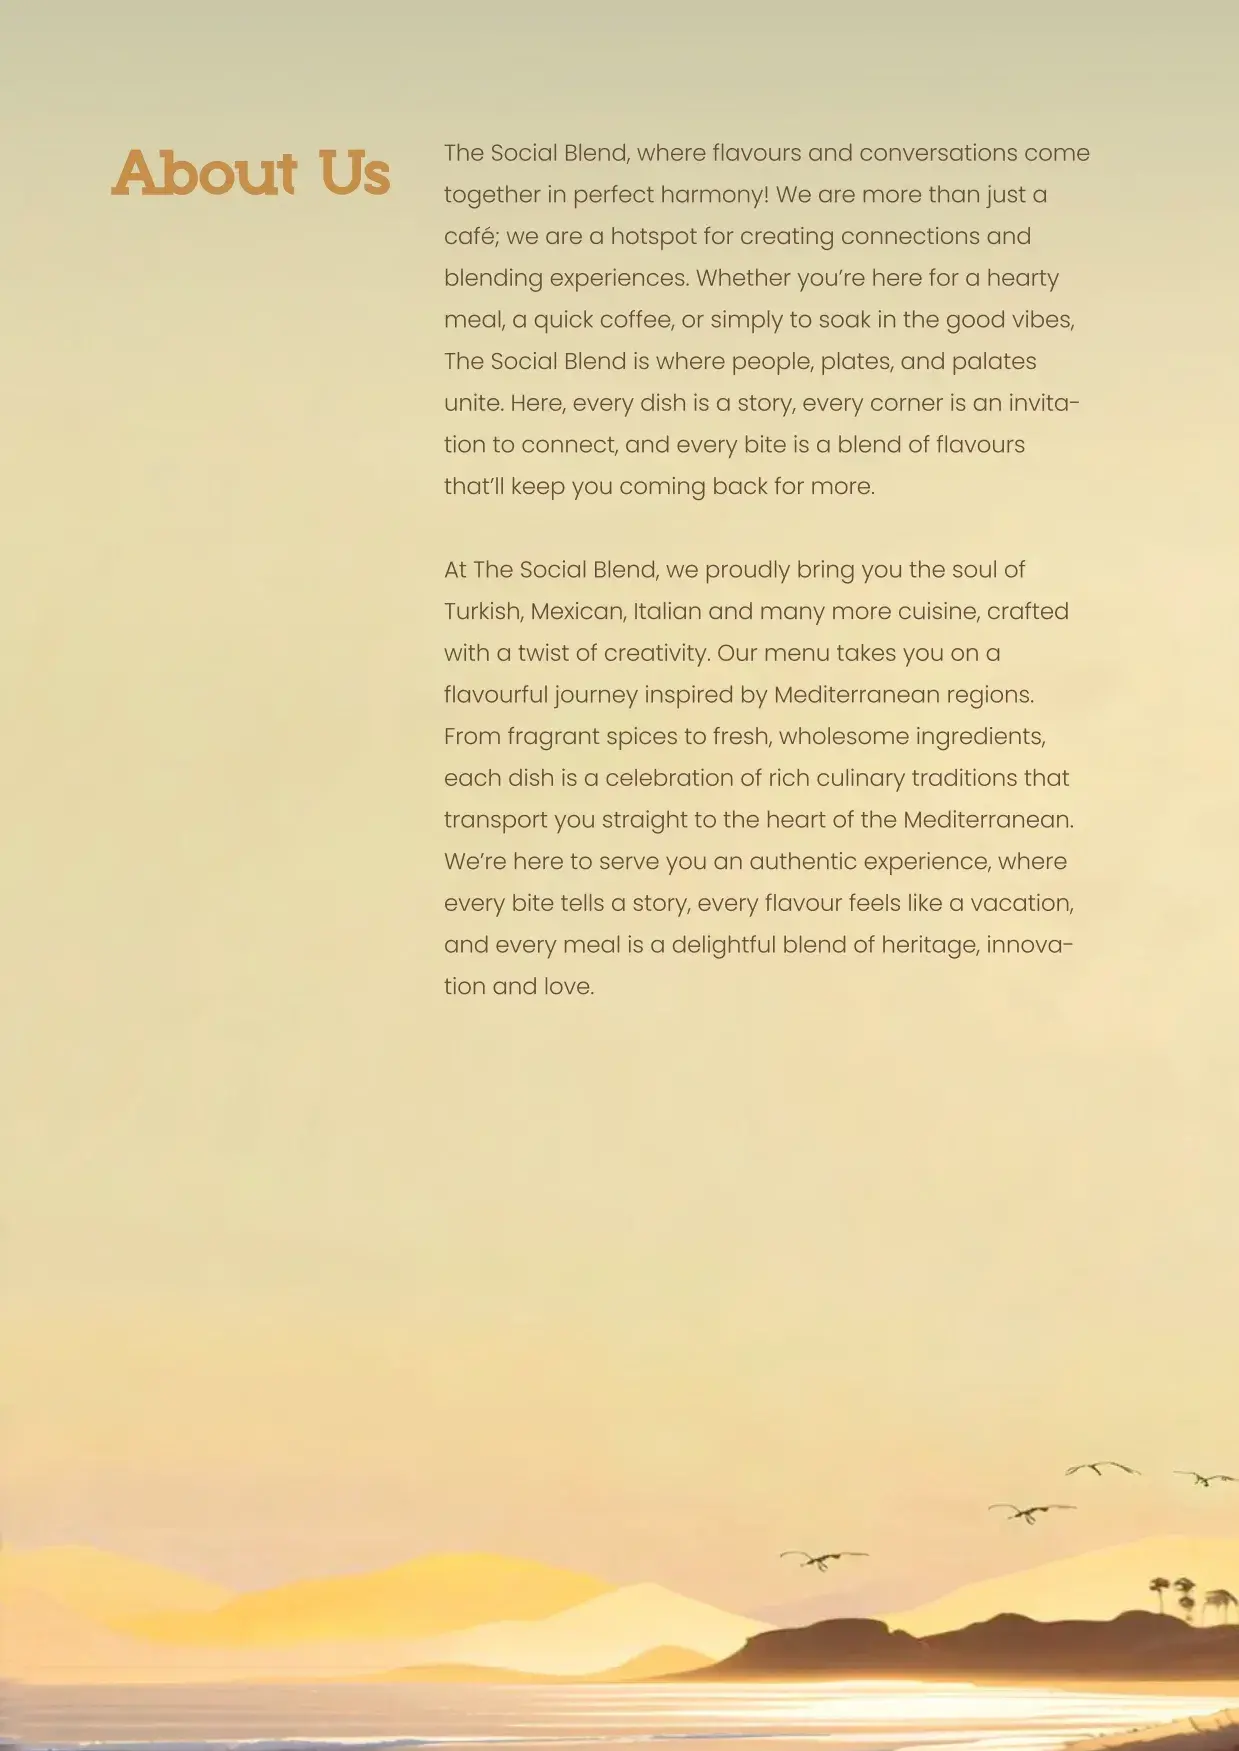 About Us
The Social Blend, where flavours and conversations come
together in perfect harmony! We are more than just a
café; we are a hotspot for creating connections and
blending experiences. Whether you're here for a hearty
meal, a quick coffee, or simply to soak in the good vibes,
The Social Blend is where people, plates, and palates
unite. Here, every dish is a story, every corner is an invita-
tion to connect, and every bite is a blend of flavours
that'll keep you coming back for more.
At The Social Blend, we proudly bring you the soul of
Turkish, Mexican, Italian and many more cuisine, crafted
with a twist of creativity. Our menu takes you on a
flavourful journey inspired by Mediterranean regions.
From fragrant spices to fresh, wholesome ingredients,
each dish is a celebration of rich culinary traditions that
transport you straight to the heart of the Mediterranean.
We're here to serve you an authentic experience, where
every bite tells a story, every flavour feels like a vacation,
and every meal is a delightful blend of heritage, innova-
tion and love.